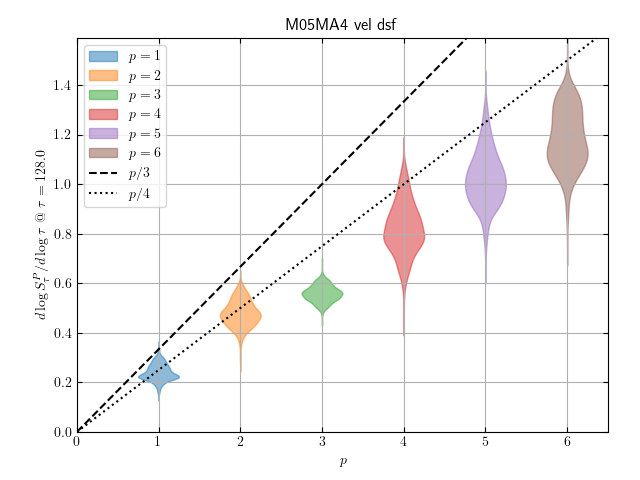 M05MA4 vel dsf
d log S_τ^P / d log τ @ τ = 128.0
1.4
1.2
1.0
0.8
0.6
0.4
0.2
0.0
p = 1
p = 2
p = 3
p = 4
p = 5
p = 6
p/3
p/4
0 1 2 3 4 5 6
p